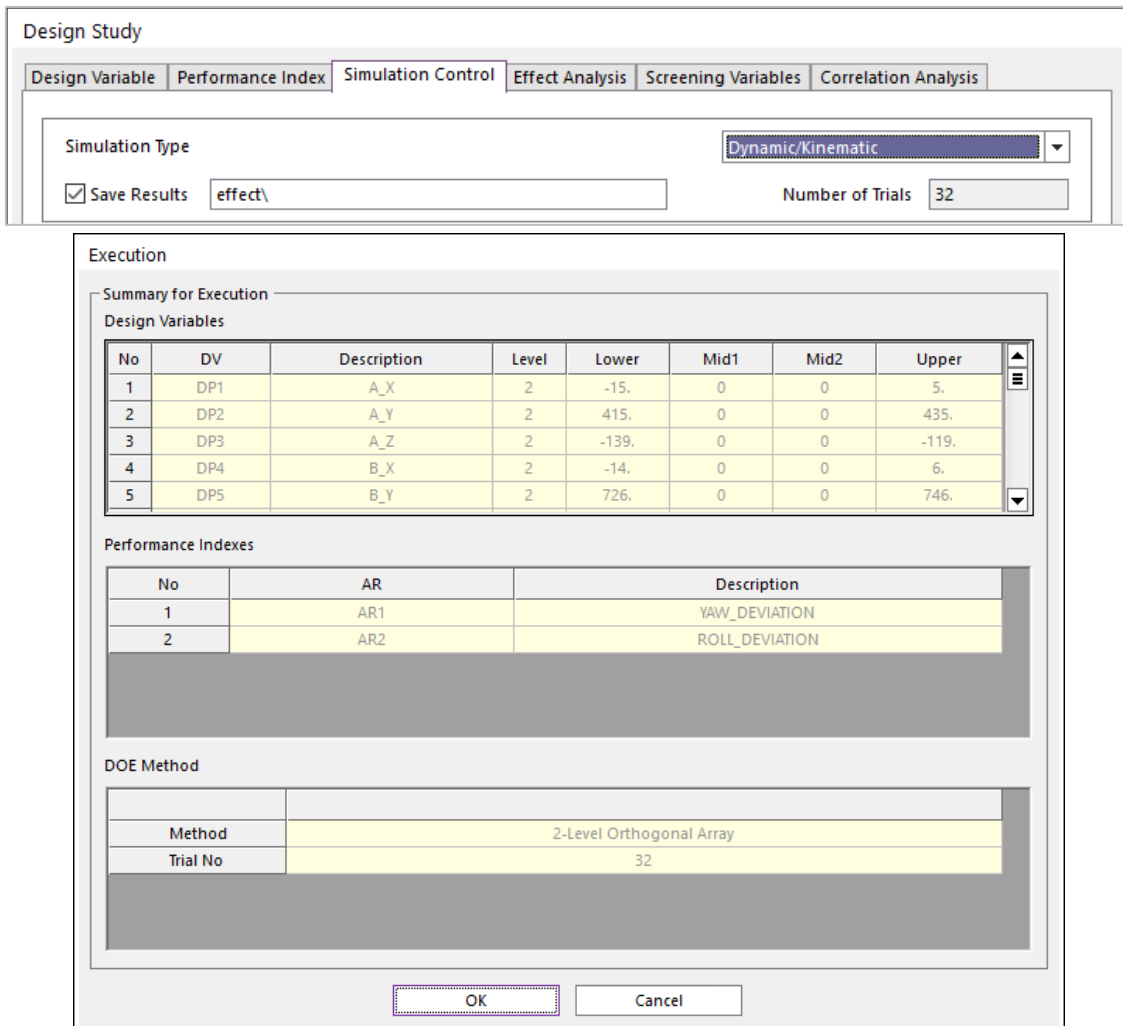 Design Study
Design Variable Performance Index Simulation Control Effect Analysis Screening Variables Correlation Analysis
Simulation Type Dynamic/Kinematic
Save Results effect\ Number of Trials 32
Execution
Summary for Execution
Design Variables
No DV Description Level Lower Mid1 Mid2 Upper
1 DP1 A_X 2 -15. 0 0 5.
2 DP2 A_Y 2 415. 0 0 435.
3 DP3 A_Z 2 -139. 0 0 -119.
4 DP4 B_X 2 -14. 0 0 6.
5 DP5 B_Y 2 726. 0 0 746.
Performance Indexes
No AR Description
1 AR1 YAW_DEVIATION
2 AR2 ROLL_DEVIATION
DOE Method
Method 2-Level Orthogonal Array
Trial No 32
OK Cancel